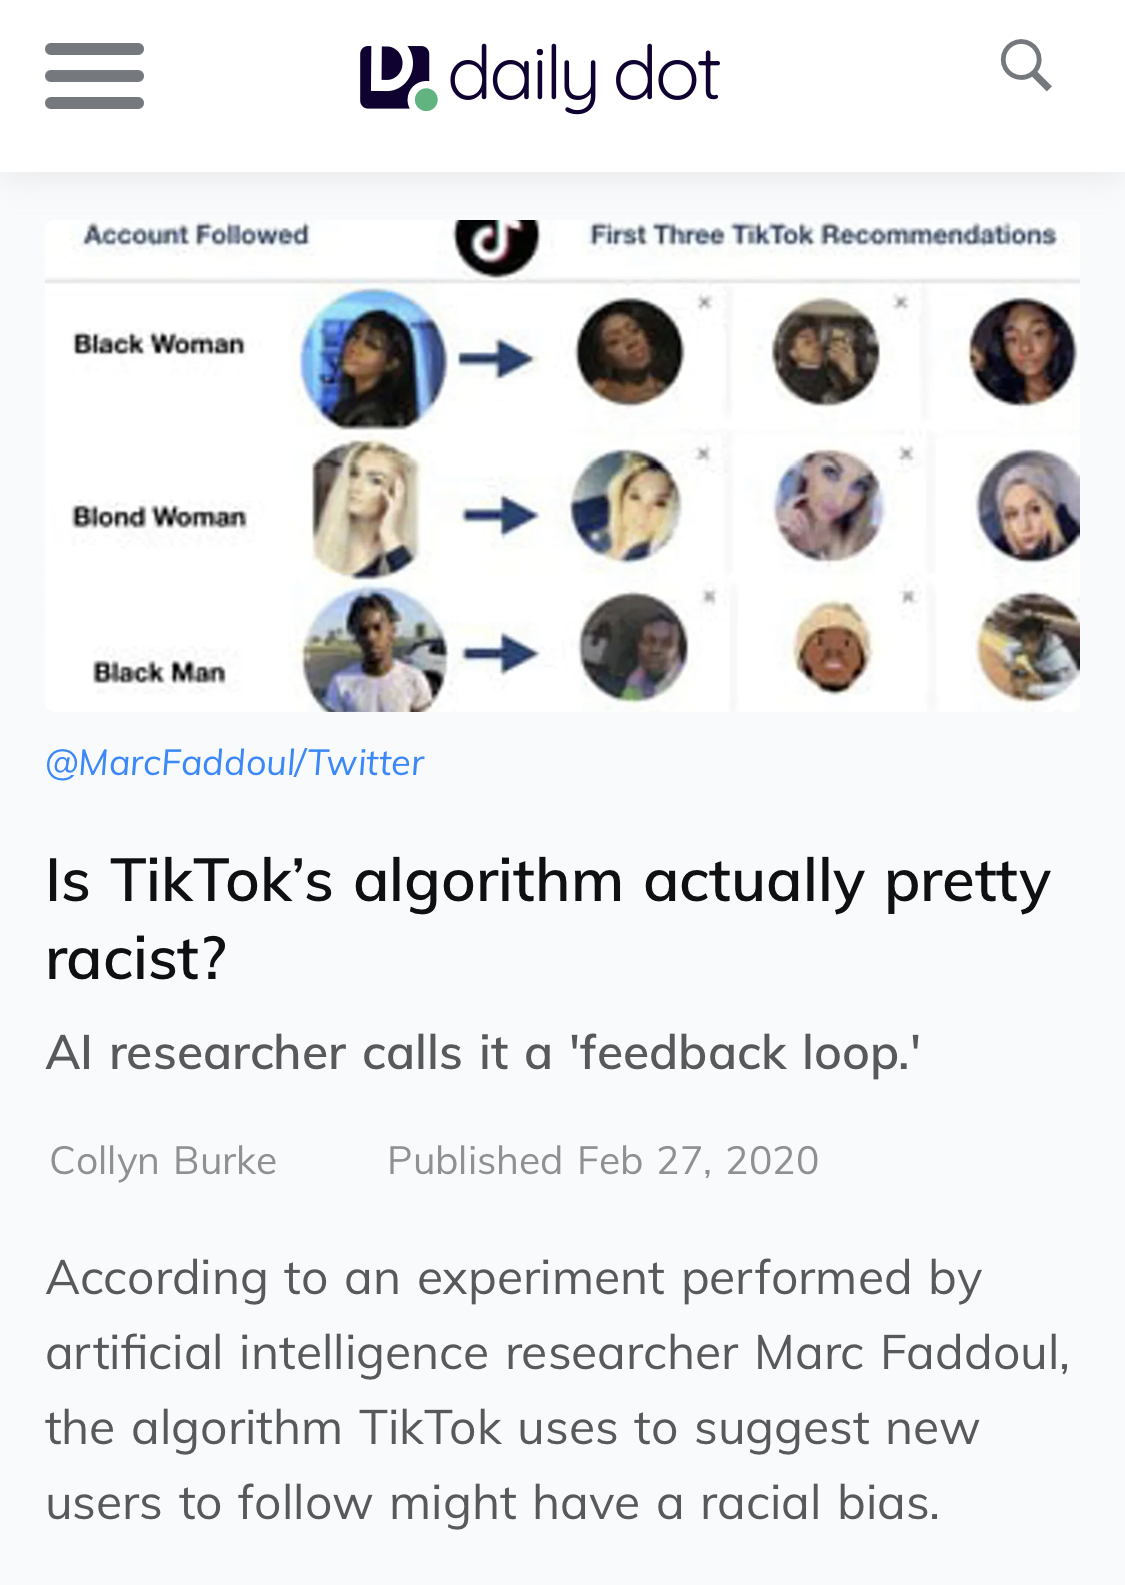 daily dot
Account Followed First Three TikTok Recommendations
Black Woman
Blond Woman
Black Man
@MarcFaddoul/Twitter
Is TikTok’s algorithm actually pretty
racist?
AI researcher calls it a 'feedback loop.'
Collyn Burke Published Feb 27, 2020
According to an experiment performed by
artificial intelligence researcher Marc Faddoul,
the algorithm TikTok uses to suggest new
users to follow might have a racial bias.